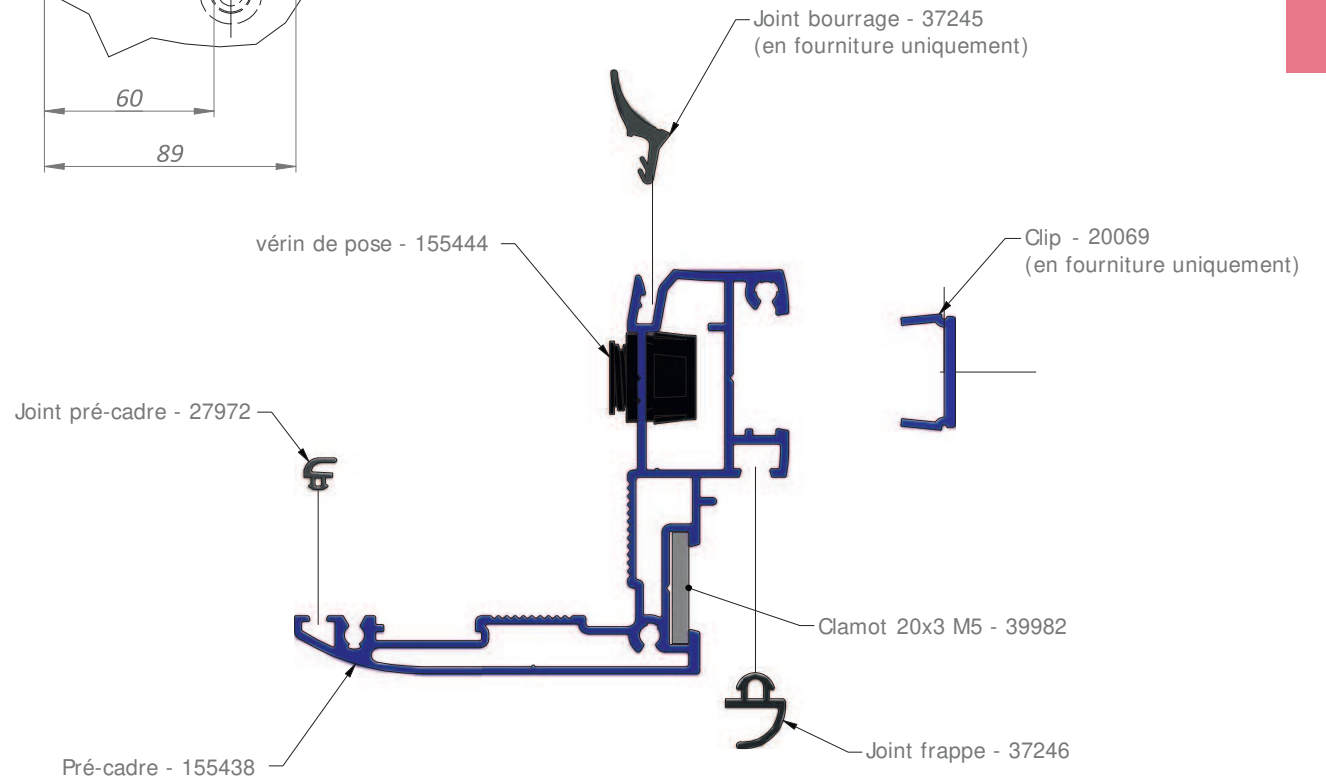 Joint bourrage - 37245
(en fourniture uniquement)
60
89
vérin de pose - 155444
Clip - 20069
(en fourniture uniquement)
Joint pré-cadre - 27972
Clamot 20x3 M5 - 39982
Joint frappe - 37246
Pré-cadre - 155438